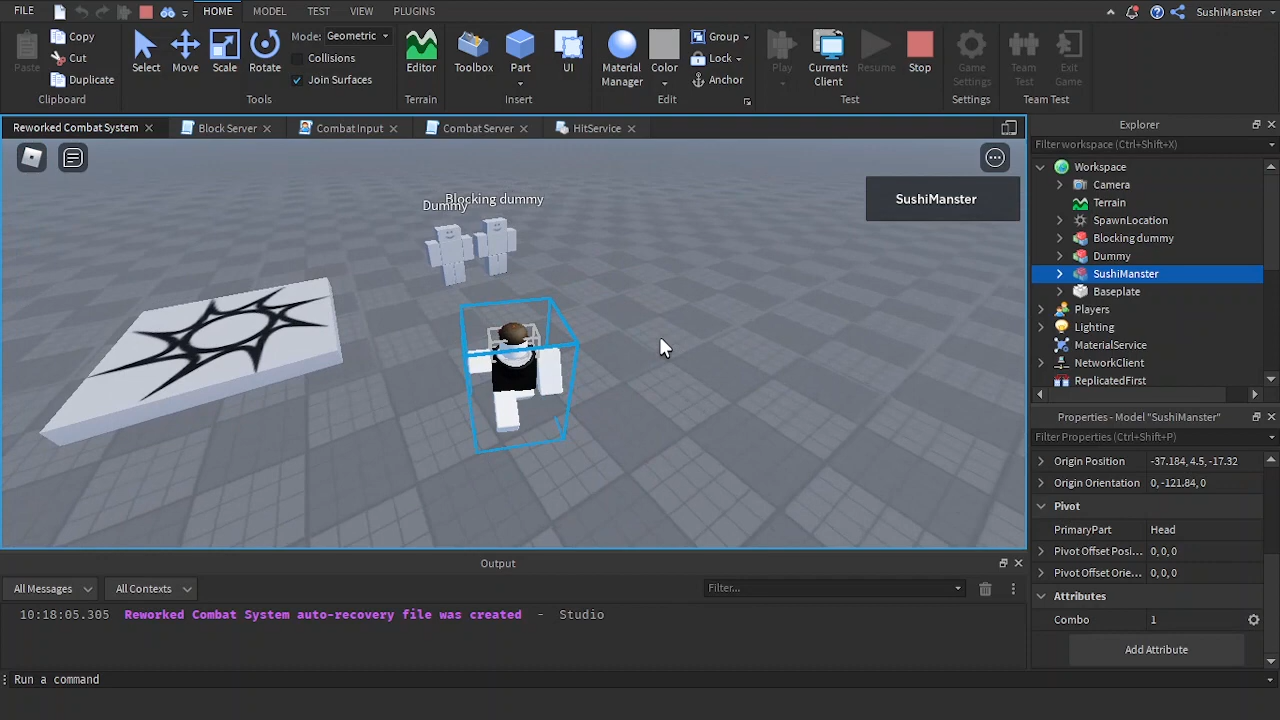 FILE HOME MODEL TEST VIEW PLUGINS SushiManster
Paste Copy Cut Duplicate Clipboard
Select Move Scale Rotate Mode: Geometric Collisions Join Surfaces Tools
Editor Terrain
Toolbox Part UI Insert
Material Manager Color Group Lock Anchor Edit
Play Current: Client Resume Stop Test
Game Settings Settings
Team Test Exit Game Team Test
Reworked Combat System Block Server Combat Input Combat Server HitService
Blocking dummy
Dummy
SushiManster
Explorer
Filter workspace (Ctrl+Shift+X)
Workspace
Camera
Terrain
SpawnLocation
Blocking dummy
Dummy
SushiManster
Baseplate
Players
Lighting
MaterialService
NetworkClient
ReplicatedFirst
Properties - Model "SushiManster"
Filter Properties (Ctrl+Shift+P)
Origin Position -37.184, 4.5, -17.32
Origin Orientation 0, -121.84, 0
Pivot
PrimaryPart Head
Pivot Offset Posi... 0, 0, 0
Pivot Offset Orie... 0, 0, 0
Attributes
Combo 1
Add Attribute
Output
All Messages All Contexts Filter...
10:18:05.305 Reworked Combat System auto-recovery file was created - Studio
Run a command